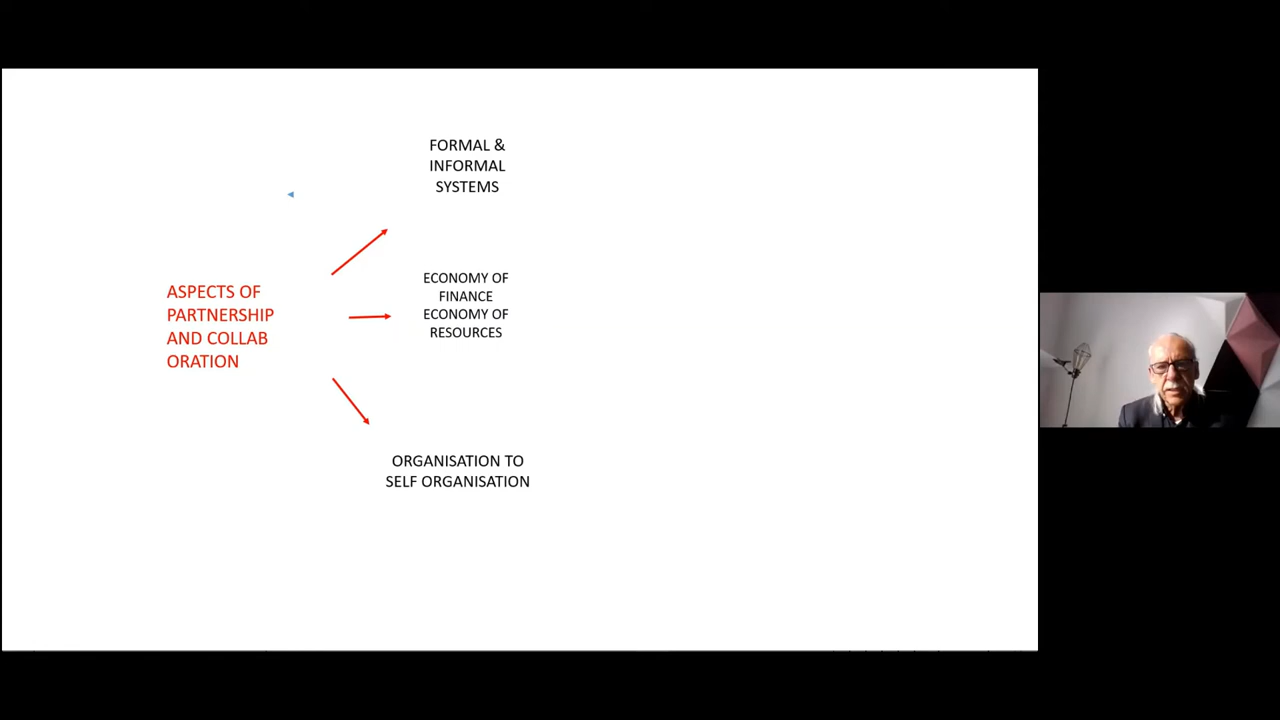 ASPECTS OF
PARTNERSHIP
AND COLLAB
ORATION
FORMAL &
INFORMAL
SYSTEMS
ECONOMY OF
FINANCE
ECONOMY OF
RESOURCES
ORGANISATION TO
SELF ORGANISATION